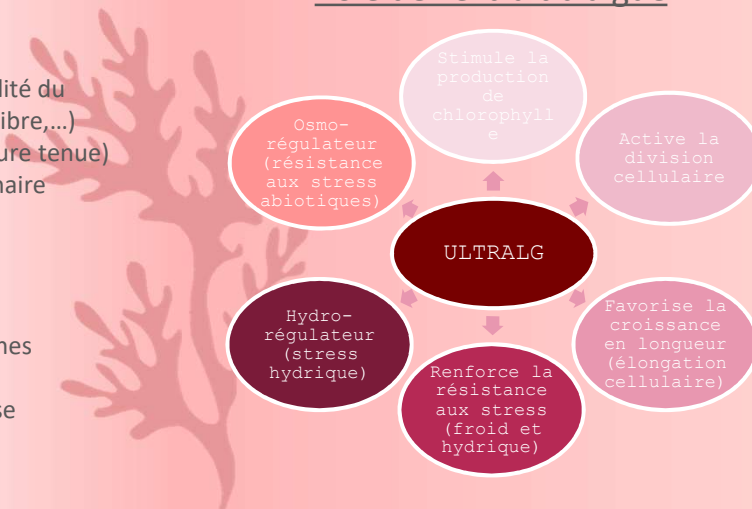 lité du
ibre,...)
ure tenue)
naire
nes
se
Stimule la
production
de
chlorophyll
e
Active la
division
cellulaire
Favorise la
croissance
en longueur
(élongation
cellulaire)
Renforce la
résistance
aux stress
(froid et
hydrique)
Hydro-
régulateur
(stress
hydrique)
Osmo-
régulateur
(résistance
aux stress
abiotiques)
ULTRALG